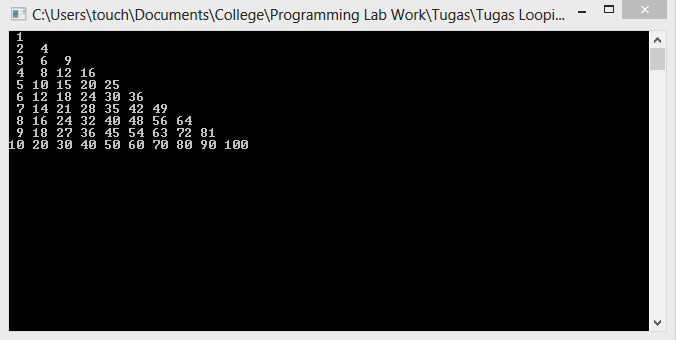 C:\Users\touch\Documents\College\Programming Lab Work\Tugas\Tugas Loopi...
1
2 4
3 6 9
4 8 12 16
5 10 15 20 25
6 12 18 24 30 36
7 14 21 28 35 42 49
8 16 24 32 40 48 56 64
9 18 27 36 45 54 63 72 81
10 20 30 40 50 60 70 80 90 100